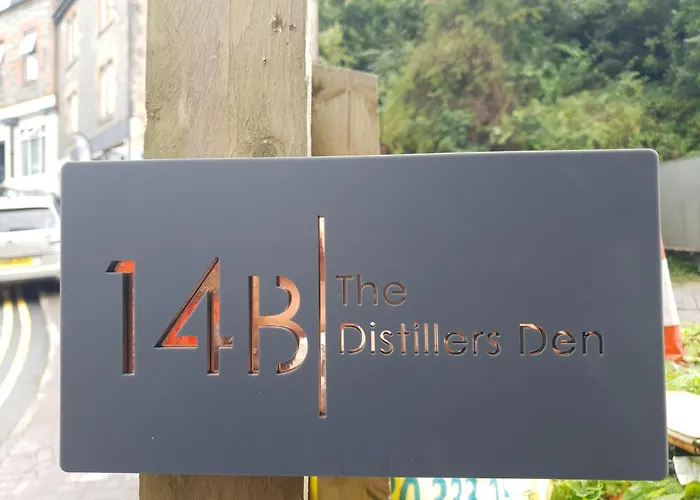 14B
The
Distillers Den